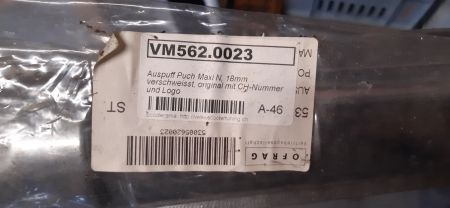 VM562.0023
Auspuff Puch Maxi N, 18mm
verschweisst, original mit CH-Nummer
und Logo
A-46
MA
PO
AUS
53
ST
OFRAG